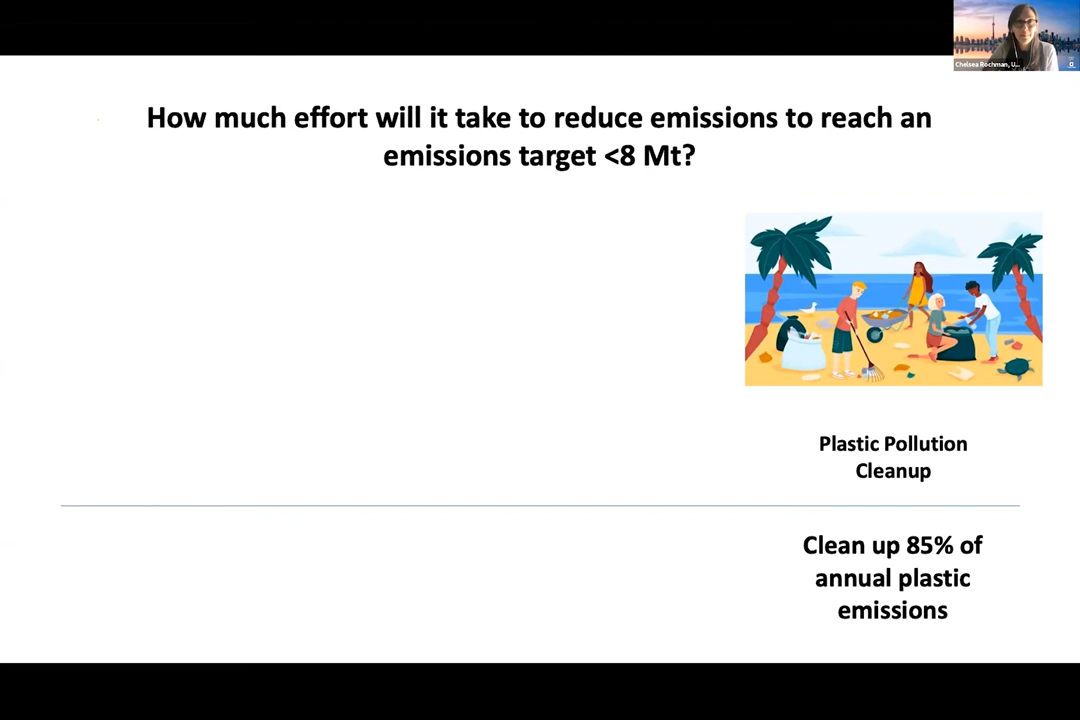 Chelsea Rochman, U...
How much effort will it take to reduce emissions to reach an
emissions target <8 Mt?
Plastic Pollution
Cleanup
Clean up 85% of
annual plastic
emissions